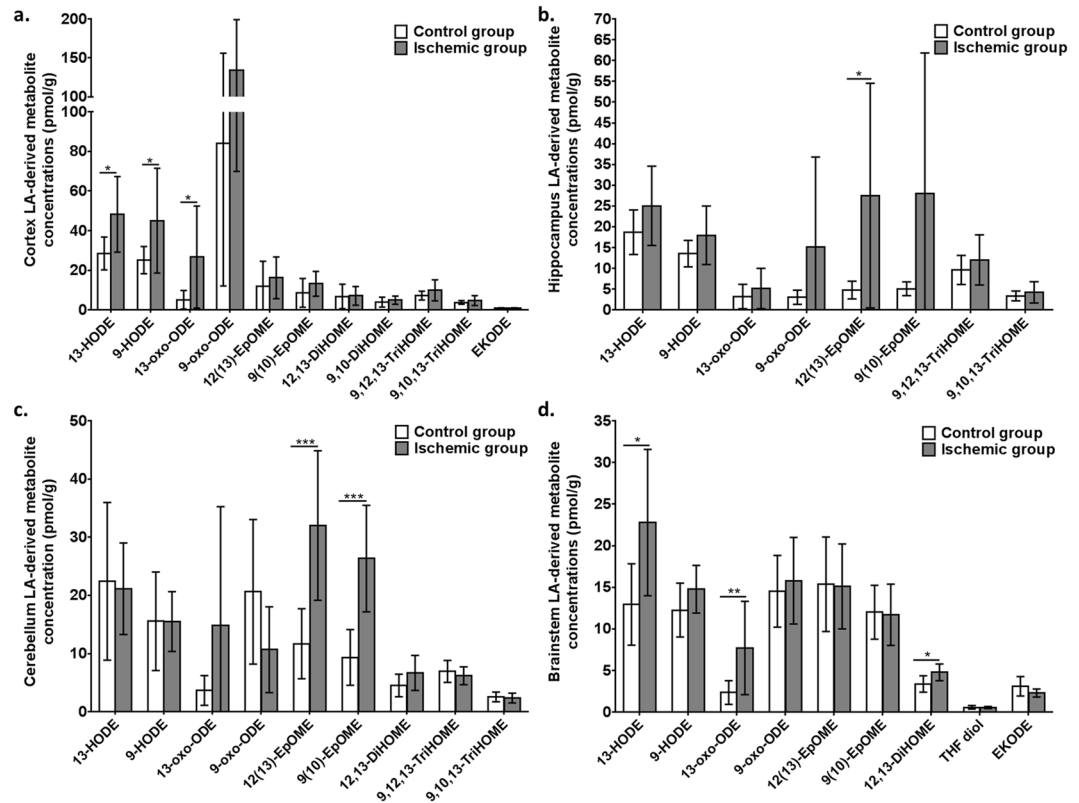 a.
Cortex LA-derived metabolite
concentrations (pmol/g)
200
150
100
100
80
60
40
20
0
Control group
Ischemic group
*
*
*
13-HODE
9-HODE
13-oxo-ODE
9-oxo-ODE
12(13)-EpOME
9(10)-EpOME
12,13-DiHOME
9,10-DiHOME
9,12,13-TriHOME
9,10,13-TriHOME
EKODE
b.
Hippocampus LA-derived metabolite
concentrations (pmol/g)
70
65
60
55
50
45
40
35
30
25
20
15
10
5
0
Control group
Ischemic group
*
13-HODE
9-HODE
13-oxo-ODE
9-oxo-ODE
12(13)-EpOME
9(10)-EpOME
9,12,13-TriHOME
9,10,13-TriHOME
c.
Cerebellum LA-derived metabolite
concentration (pmol/g)
50
40
30
20
10
0
Control group
Ischemic group
***
***
13-HODE
9-HODE
13-oxo-ODE
9-oxo-ODE
12(13)-EpOME
9(10)-EpOME
12,13-DiHOME
9,12,13-TriHOME
9,10,13-TriHOME
d.
Brainstem LA-derived metabolite
concentrations (pmol/g)
35
30
25
20
15
10
5
0
Control group
Ischemic group
*
**
*
13-HODE
9-HODE
13-oxo-ODE
9-oxo-ODE
12(13)-EpOME
9(10)-EpOME
12,13-DiHOME
THF diol
EKODE